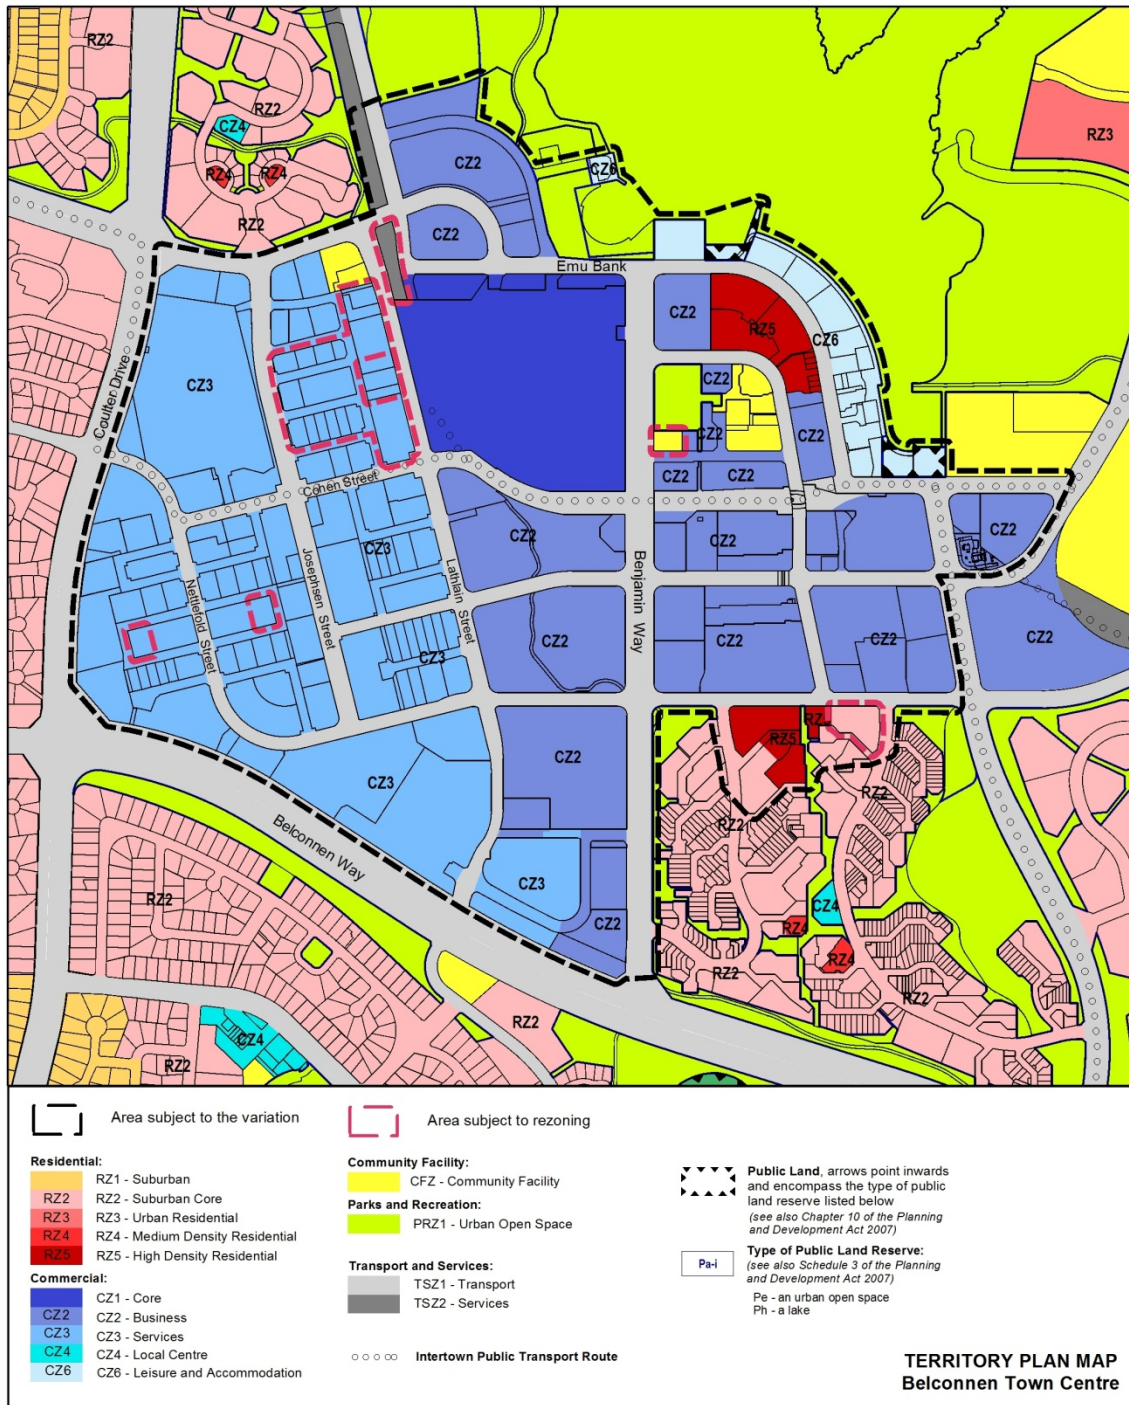 RZ2
RZ2
CZ4
RZ4
RZ4
RZ2
RZ3
CZ2
CZ6
CZ2
Emu Bank
CZ2
RZ5
CZ6
Coulter Drive
CZ3
CZ2
CZ2
CZ2
CZ2
CZ2
Cohen Street
CZ2
CZ2
CZ2
CZ3
Josephsen Street
Lathlain Street
Benjamin Way
Nettlefold Street
CZ3
CZ2
CZ2
CZ2
CZ2
RZ5
RZ
CZ2
CZ3
RZ2
RZ2
Belconnen Way
CZ3
CZ4
RZ2
CZ2
RZ4
RZ4
RZ2
RZ2
RZ2
CZ4
RZ2
Area subject to the variation
Area subject to rezoning
Residential:
RZ1 - Suburban
RZ2 RZ2 - Suburban Core
RZ3 RZ3 - Urban Residential
RZ4 RZ4 - Medium Density Residential
RZ5 RZ5 - High Density Residential
Commercial:
CZ1 - Core
CZ2 CZ2 - Business
CZ3 CZ3 - Services
CZ4 CZ4 - Local Centre
CZ6 CZ6 - Leisure and Accommodation
Community Facility:
CFZ - Community Facility
Parks and Recreation:
PRZ1 - Urban Open Space
Transport and Services:
TSZ1 - Transport
TSZ2 - Services
Intertown Public Transport Route
Public Land, arrows point inwards
and encompass the type of public
land reserve listed below
(see also Chapter 10 of the Planning
and Development Act 2007)
Pa-i
Type of Public Land Reserve:
(see also Schedule 3 of the Planning
and Development Act 2007)
Pe - an urban open space
Ph - a lake
TERRITORY PLAN MAP
Belconnen Town Centre